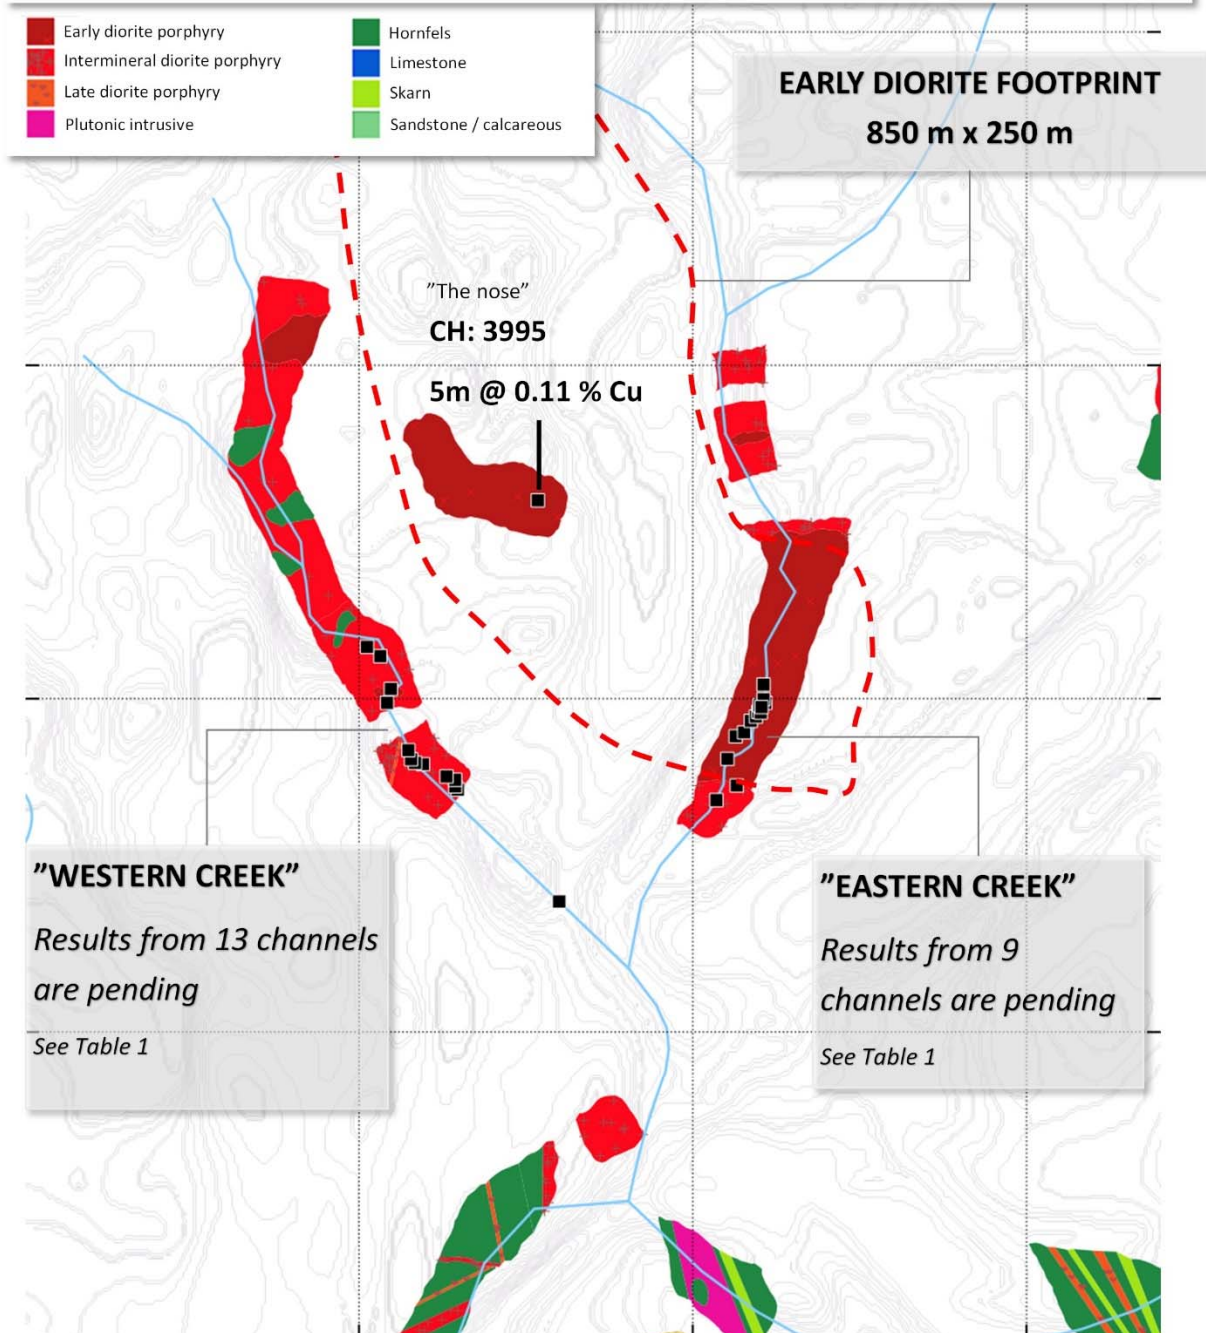 Early diorite porphyry
Intermineral diorite porphyry
Late diorite porphyry
Plutonic intrusive
Hornfels
Limestone
Skarn
Sandstone / calcareous
EARLY DIORITE FOOTPRINT
850 m x 250 m
”The nose”
CH: 3995
5m @ 0.11 % Cu
”WESTERN CREEK”
Results from 13 channels
are pending
See Table 1
”EASTERN CREEK”
Results from 9
channels are pending
See Table 1